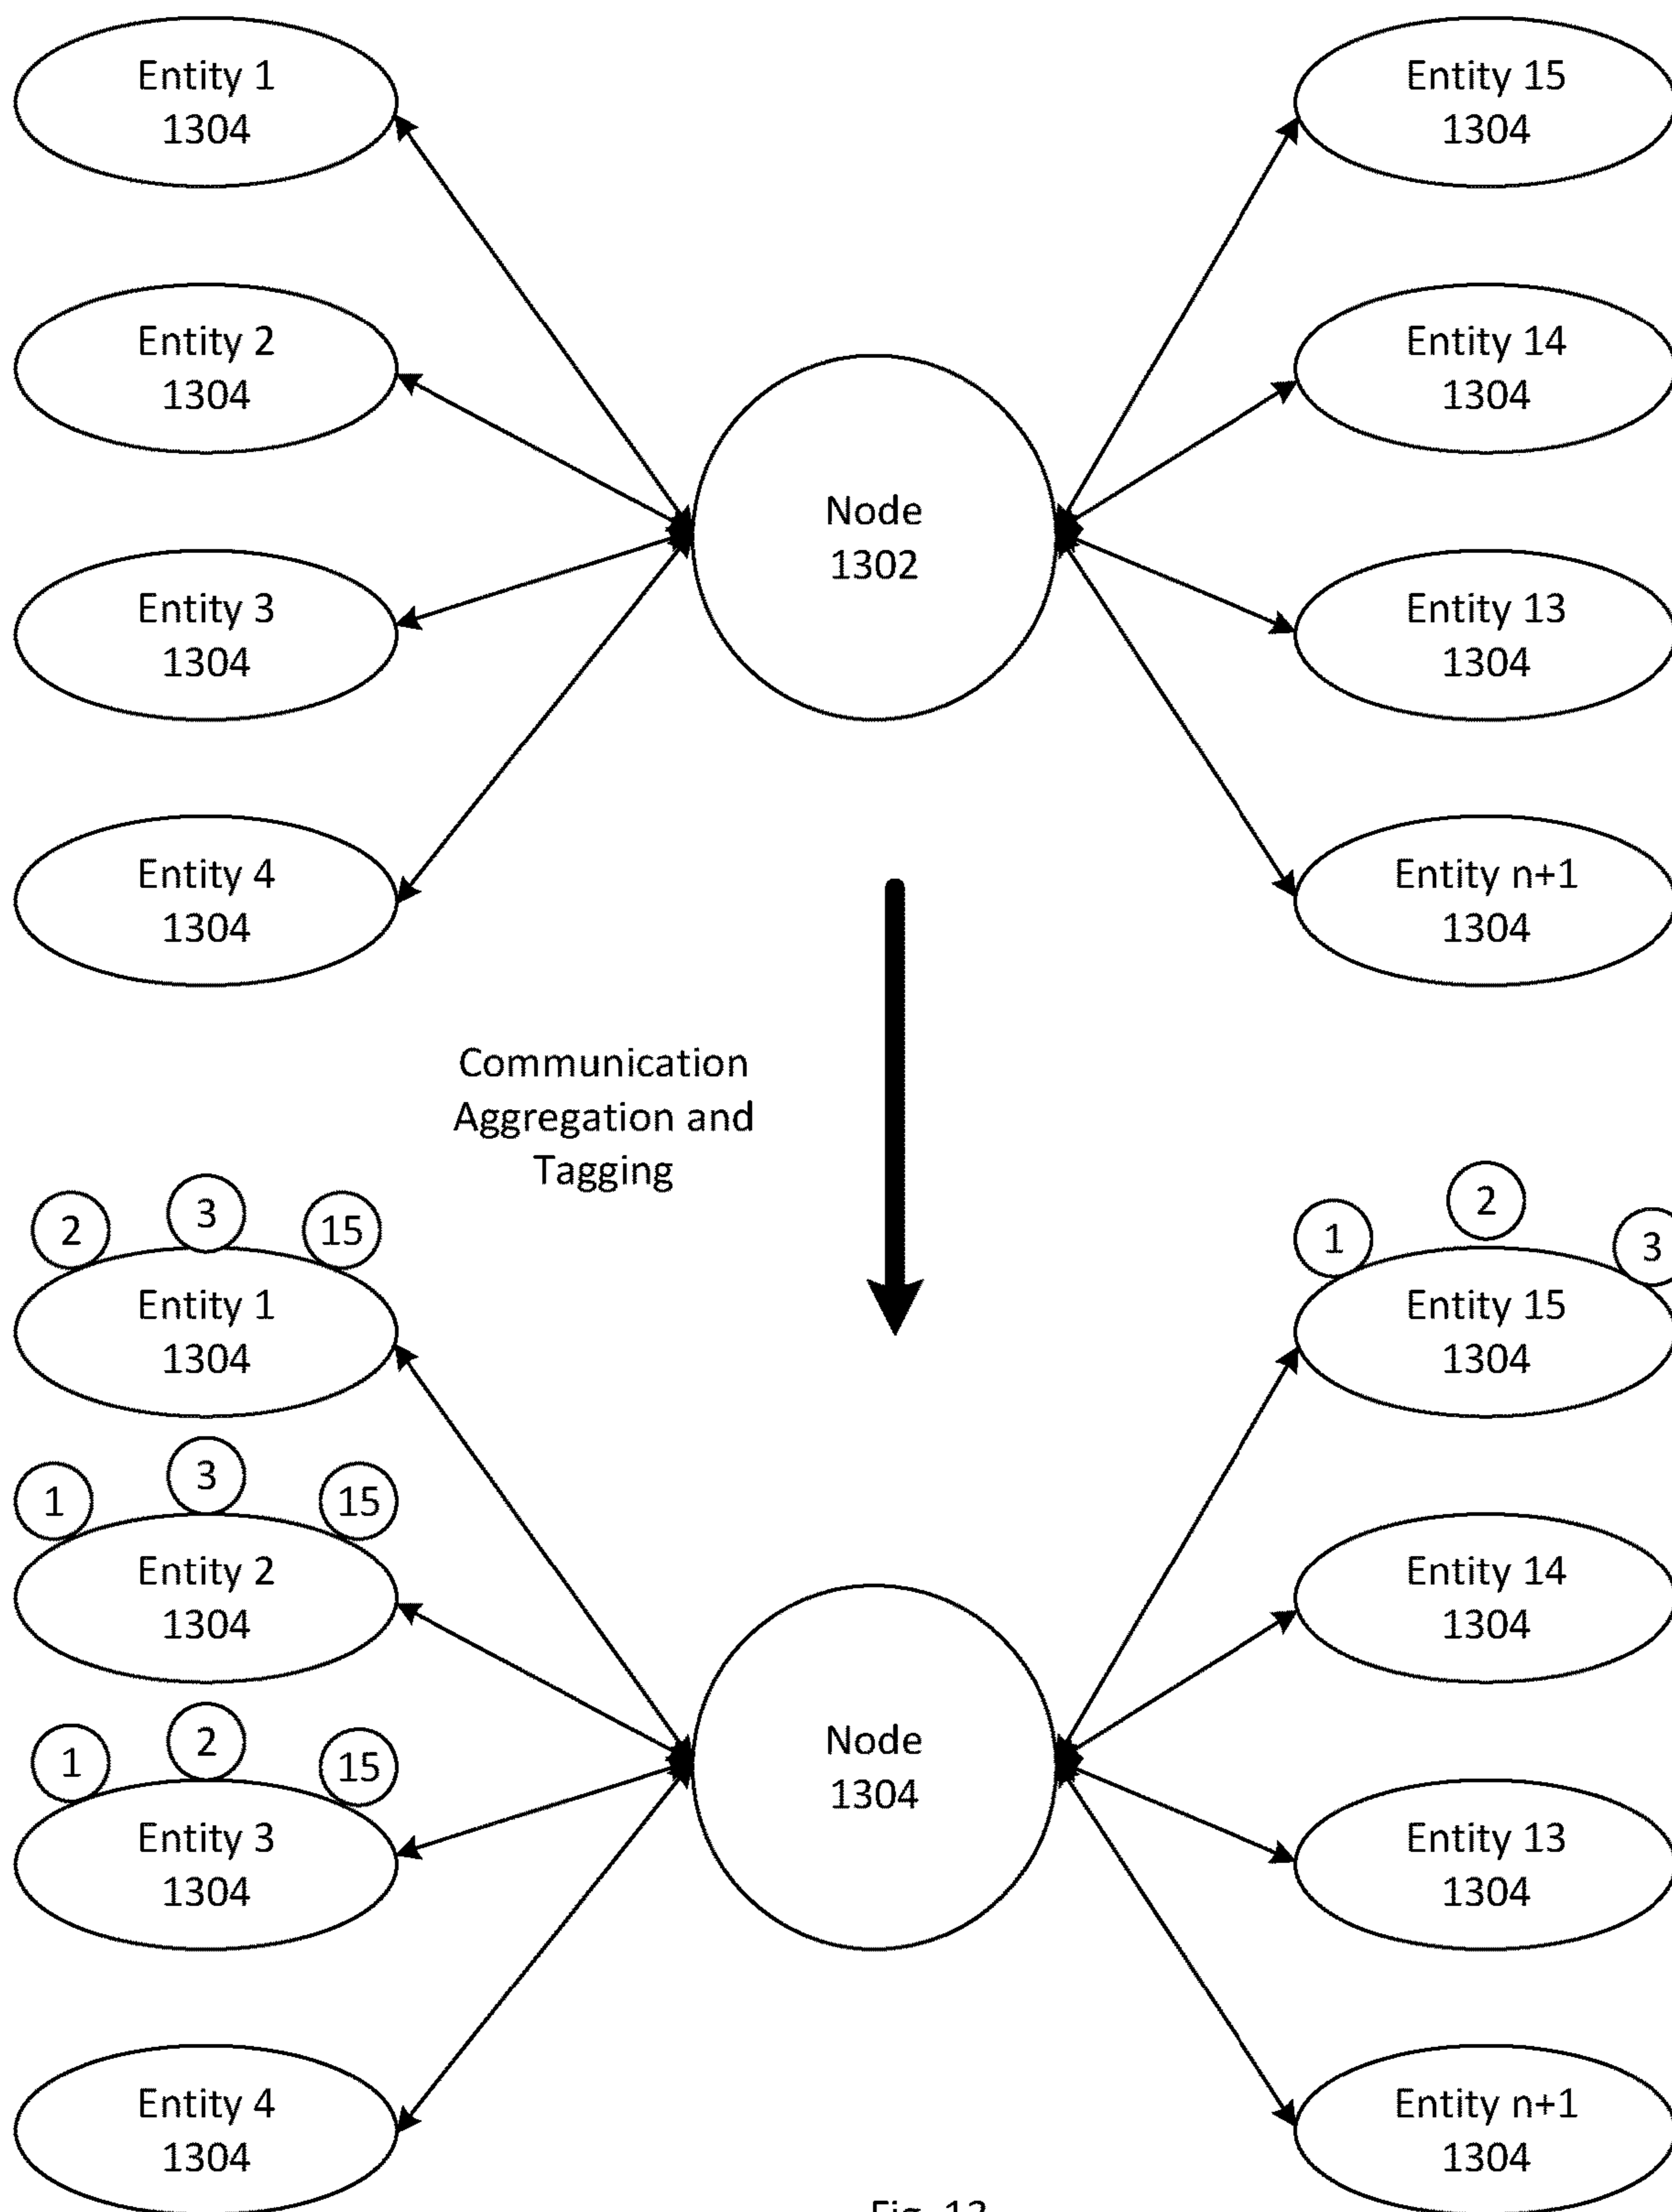 Entity 1
1304
Entity 15
1304
Entity 2
1304
Entity 14
1304
Node
1302
Entity 3
1304
Entity 13
1304
Entity 4
1304
Entity n+1
1304
Communication
Aggregation and
Tagging
2
3
15
Entity 1
1304
1
2
3
Entity 15
1304
1
3
15
Entity 2
1304
Entity 14
1304
Node
1304
1
2
15
Entity 3
1304
Entity 13
1304
Entity 4
1304
Entity n+1
1304
Fig. 13